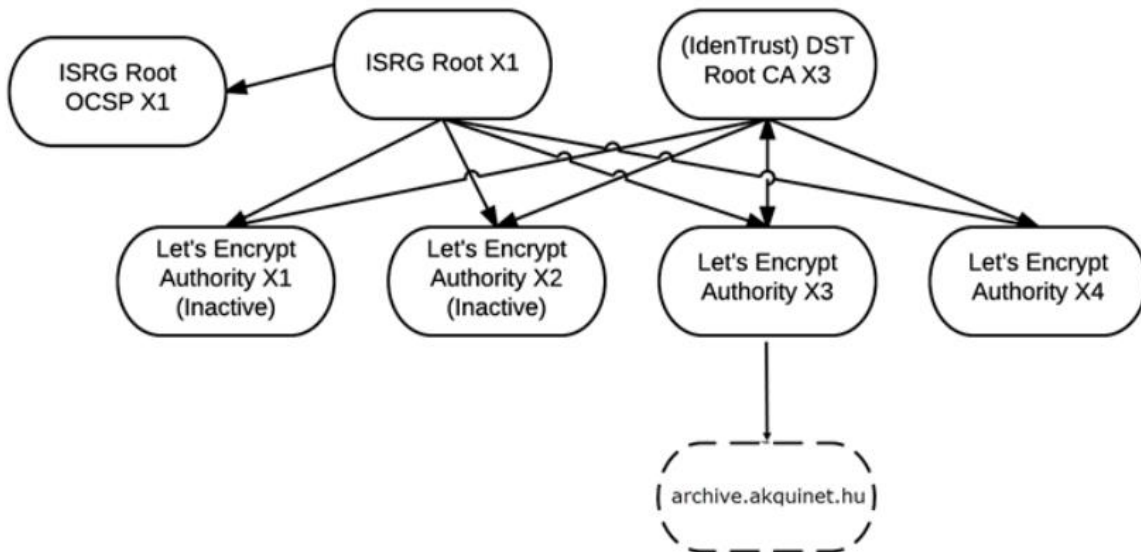 ISRG Root
OCSP X1
ISRG Root X1
(IdenTrust) DST
Root CA X3
Let's Encrypt
Authority X1
(Inactive)
Let's Encrypt
Authority X2
(Inactive)
Let's Encrypt
Authority X3
Let's Encrypt
Authority X4
archive.akquinet.hu